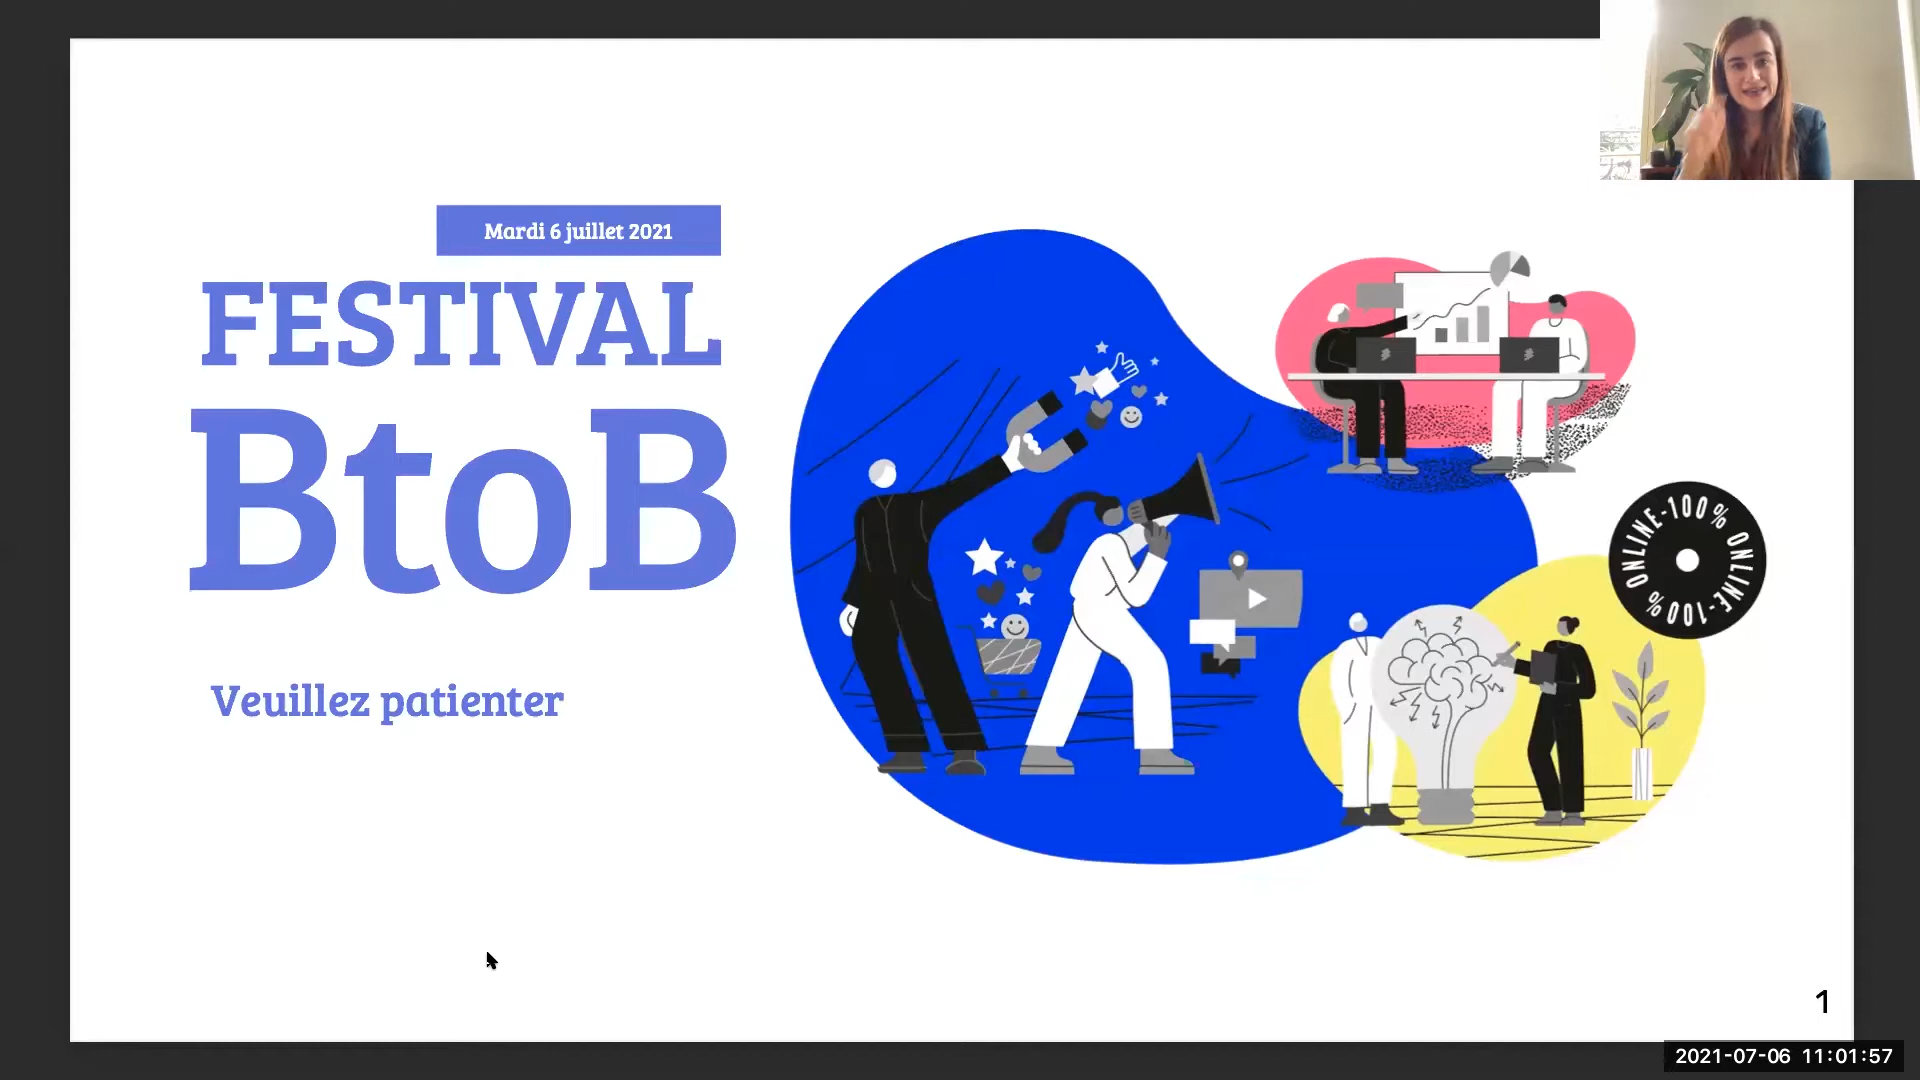 Mardi 6 juillet 2021
FESTIVAL
BtoB
Veuillez patienter
100% ONLINE-100% ONLINE-
1
2021-07-06 11:01:57